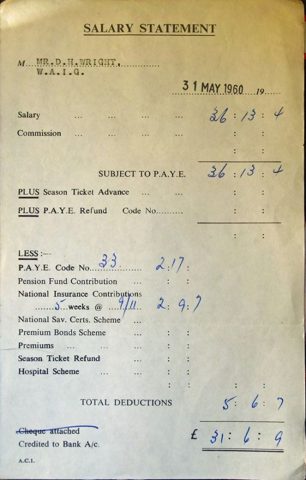 SALARY STATEMENT
M MR.D.H.WRIGHT.
W.A.I.G.
31 MAY 1960 19
Salary ... ... ... 36 : 13 : 4
Commission ... ... ... : :
: :
SUBJECT TO P.A.Y.E. 36 : 13 : 4
PLUS Season Ticket Advance ... ... : :
PLUS P.A.Y.E. Refund Code No.......... : :
: :
LESS :—
P.A.Y.E. Code No. 33 2 : 17 :
Pension Fund Contribution ... : :
National Insurance Contributions
5 weeks @ 9/11 2 : 9 : 7
National Sav. Certs. Scheme ... : :
Premium Bonds Scheme ... : :
Premiums ... ... ... : :
Season Ticket Refund ... : :
Hospital Scheme ... ... : :
: :
TOTAL DEDUCTIONS 5 : 6 : 7
Cheque attached
Credited to Bank A/c. £ 31 : 6 : 9
A.C.1.